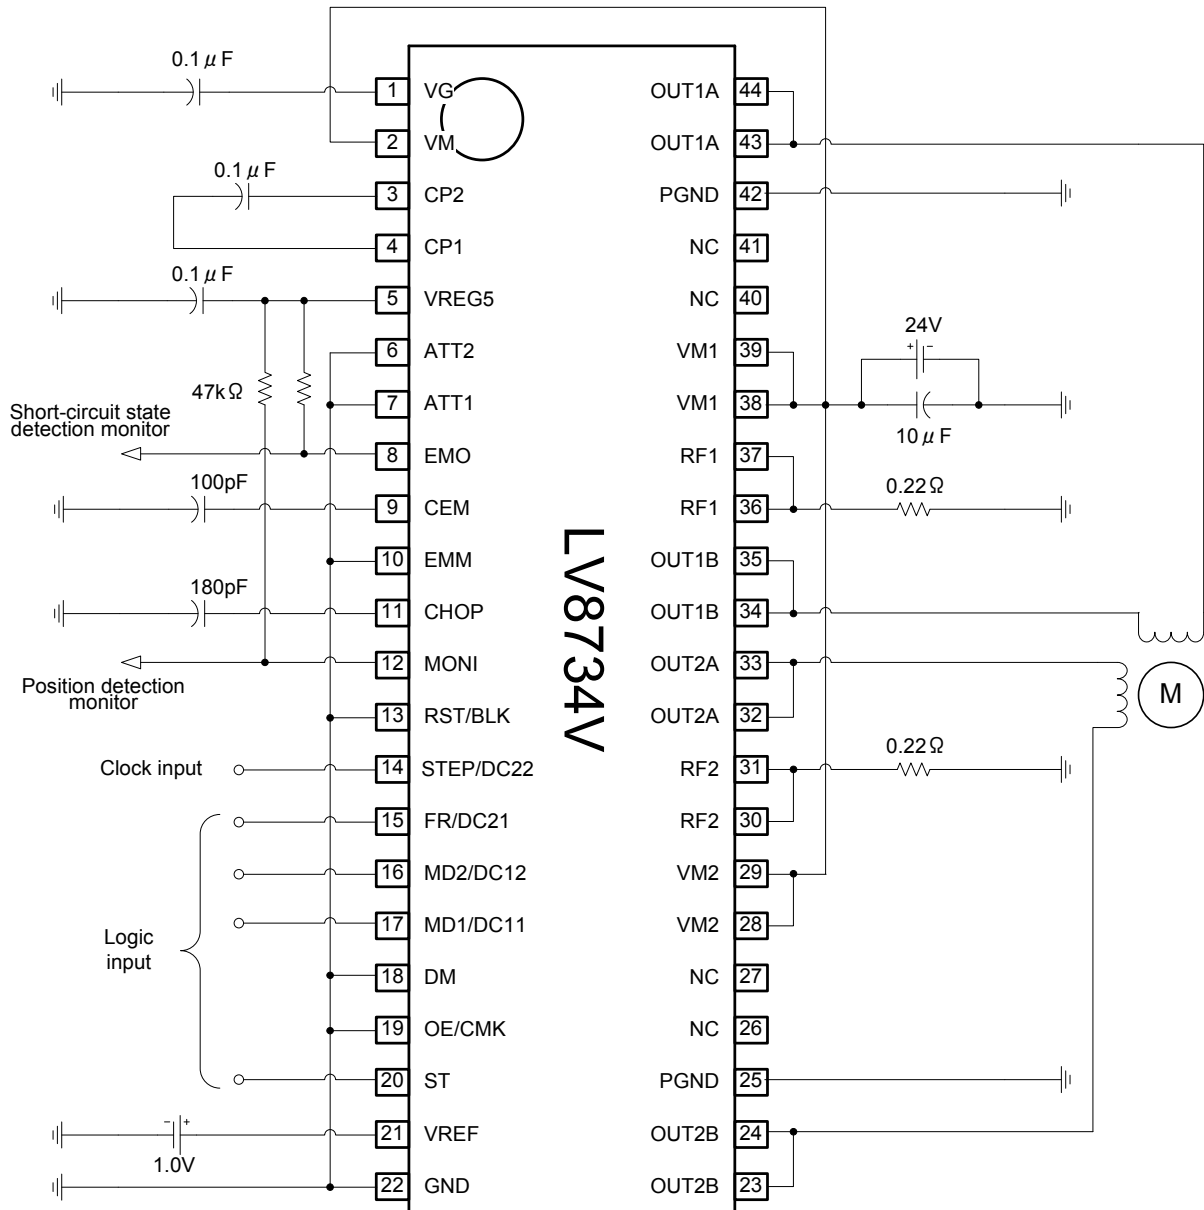 0.1μF
1 VG
OUT1A 44
2 VM
OUT1A 43
0.1μF
3 CP2
PGND 42
4 CP1
NC 41
0.1μF
5 VREG5
NC 40
24V
+ −
6 ATT2
VM1 39
47kΩ
7 ATT1
VM1 38
10μF
Short-circuit state
detection monitor
8 EMO
RF1 37
100pF
9 CEM
RF1 36
0.22Ω
10 EMM
OUT1B 35
180pF
11 CHOP
OUT1B 34
LV8734V
12 MONI
OUT2A 33
Position detection
monitor
M
13 RST/BLK
OUT2A 32
Clock input
14 STEP/DC22
RF2 31
0.22Ω
15 FR/DC21
RF2 30
16 MD2/DC12
VM2 29
17 MD1/DC11
VM2 28
Logic
input
18 DM
NC 27
19 OE/CMK
NC 26
20 ST
PGND 25
− +
21 VREF
OUT2B 24
1.0V
22 GND
OUT2B 23